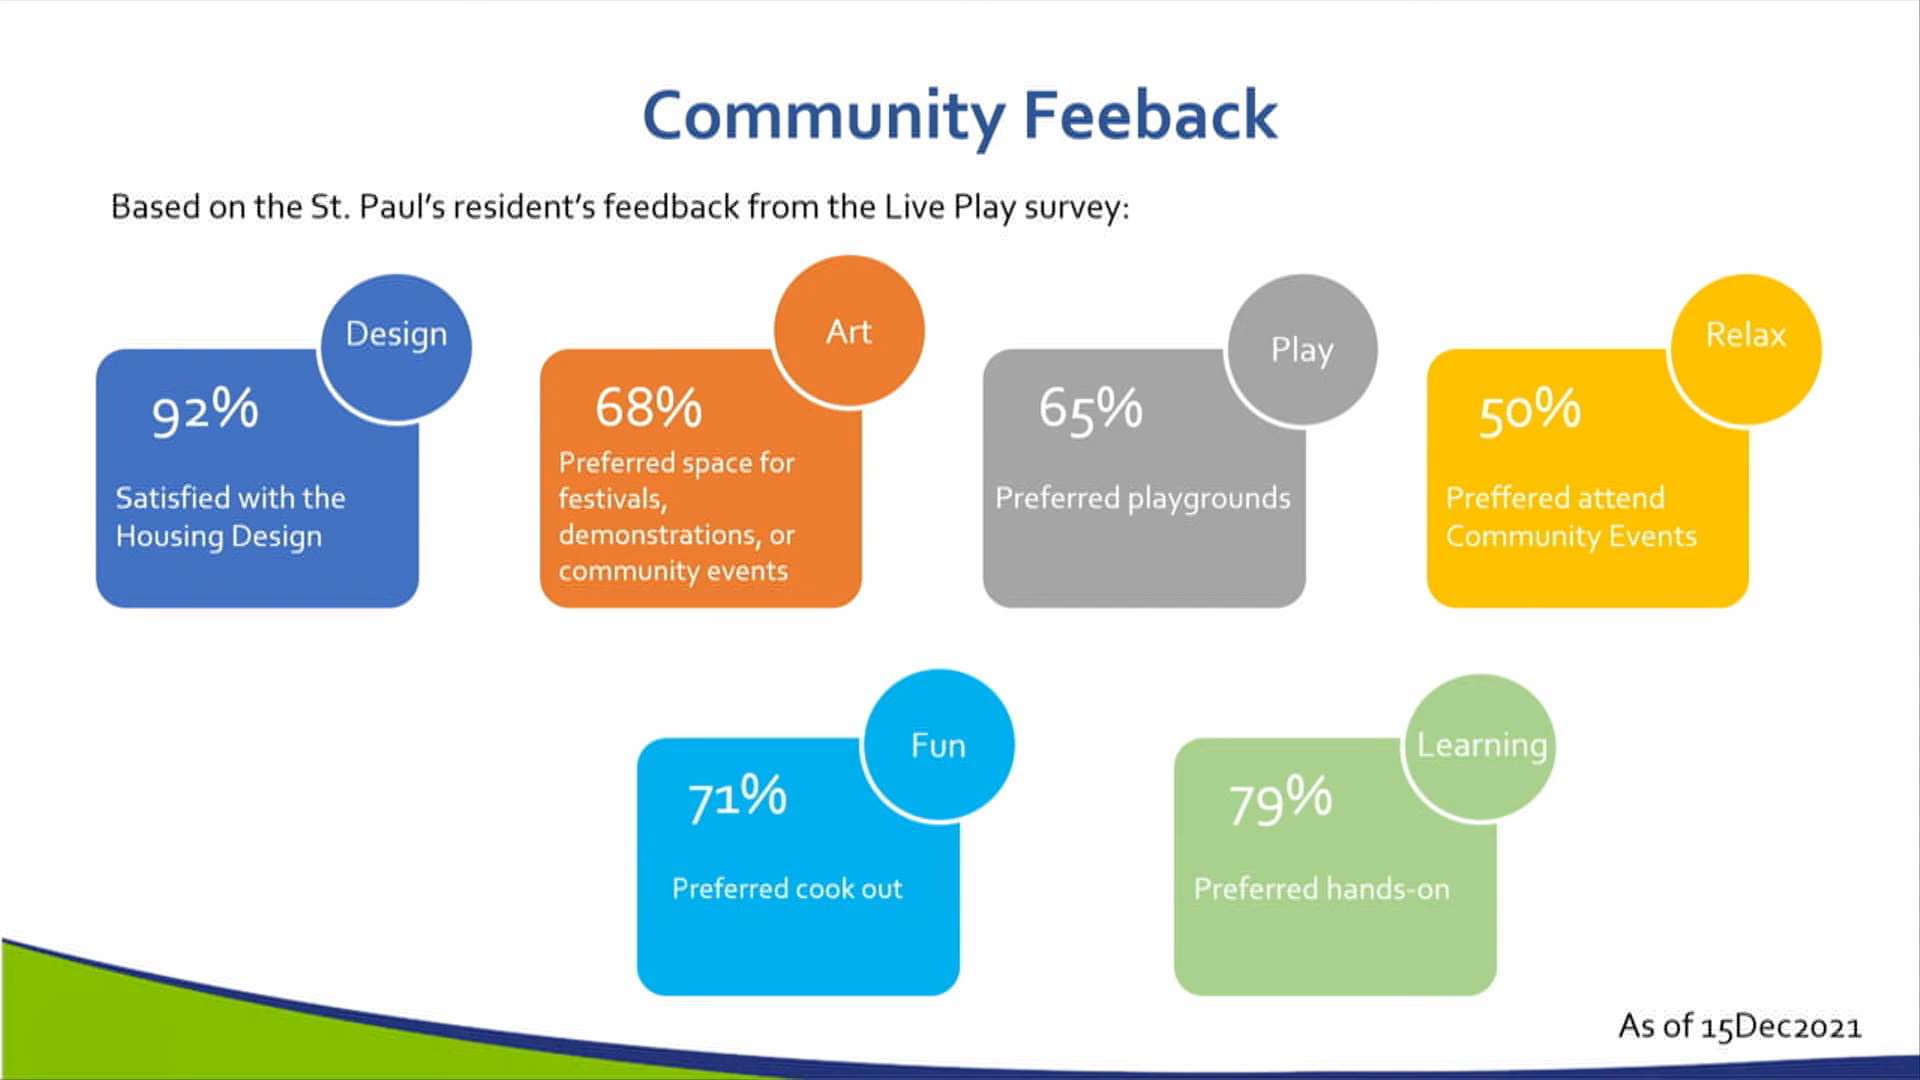 Community Feeback
Based on the St. Paul's resident's feedback from the Live Play survey:
Design
92%
Satisfied with the
Housing Design
Art
68%
Preferred space for
festivals,
demonstrations, or
community events
Play
65%
Preferred playgrounds
Relax
50%
Preffered attend
Community Events
Fun
71%
Preferred cook out
Learning
79%
Preferred hands-on
As of 15Dec2021